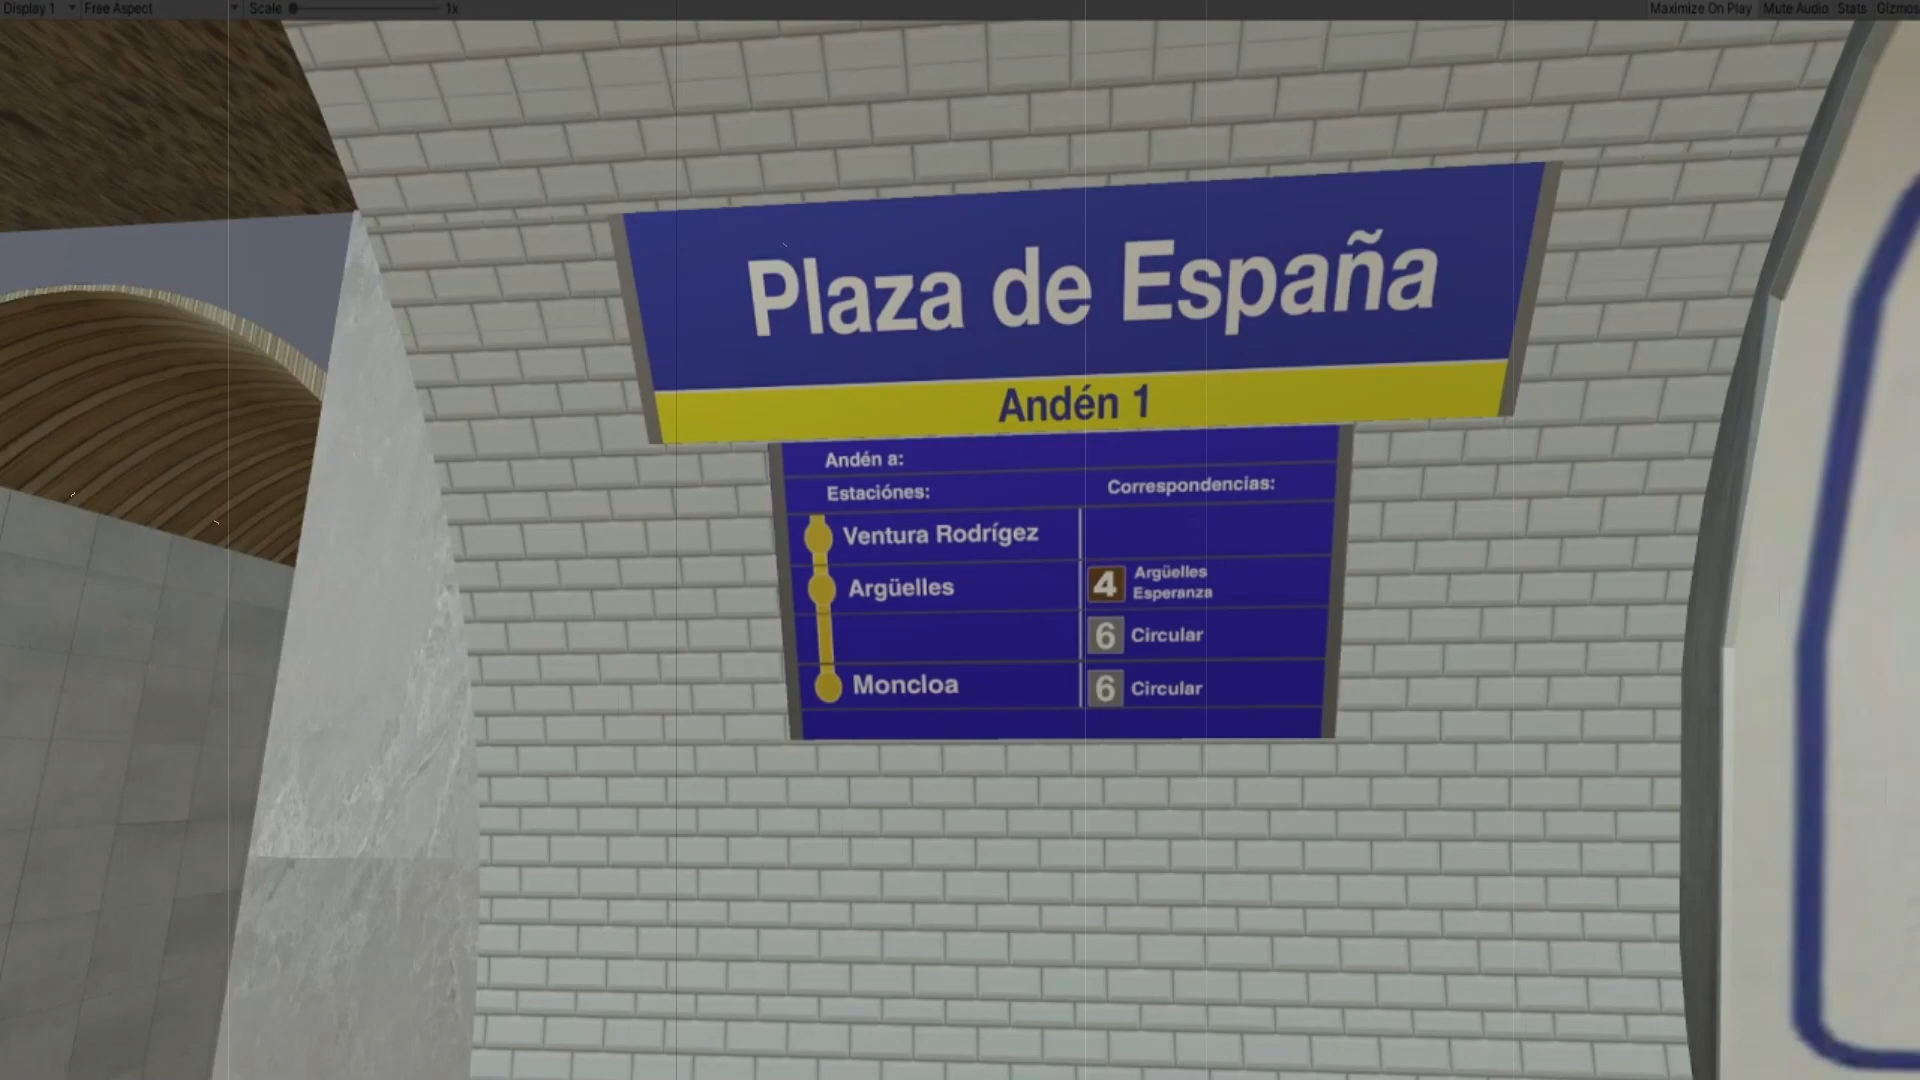 Display 1 Free Aspect Scale 1x Maximize On Play Mute Audio Stats Gizmos
Plaza de España
Andén 1
Andén a:
Estaciónes: Correspondencias:
Ventura Rodrígez
Argüelles 4 Argüelles
Esperanza
6 Circular
Moncloa 6 Circular